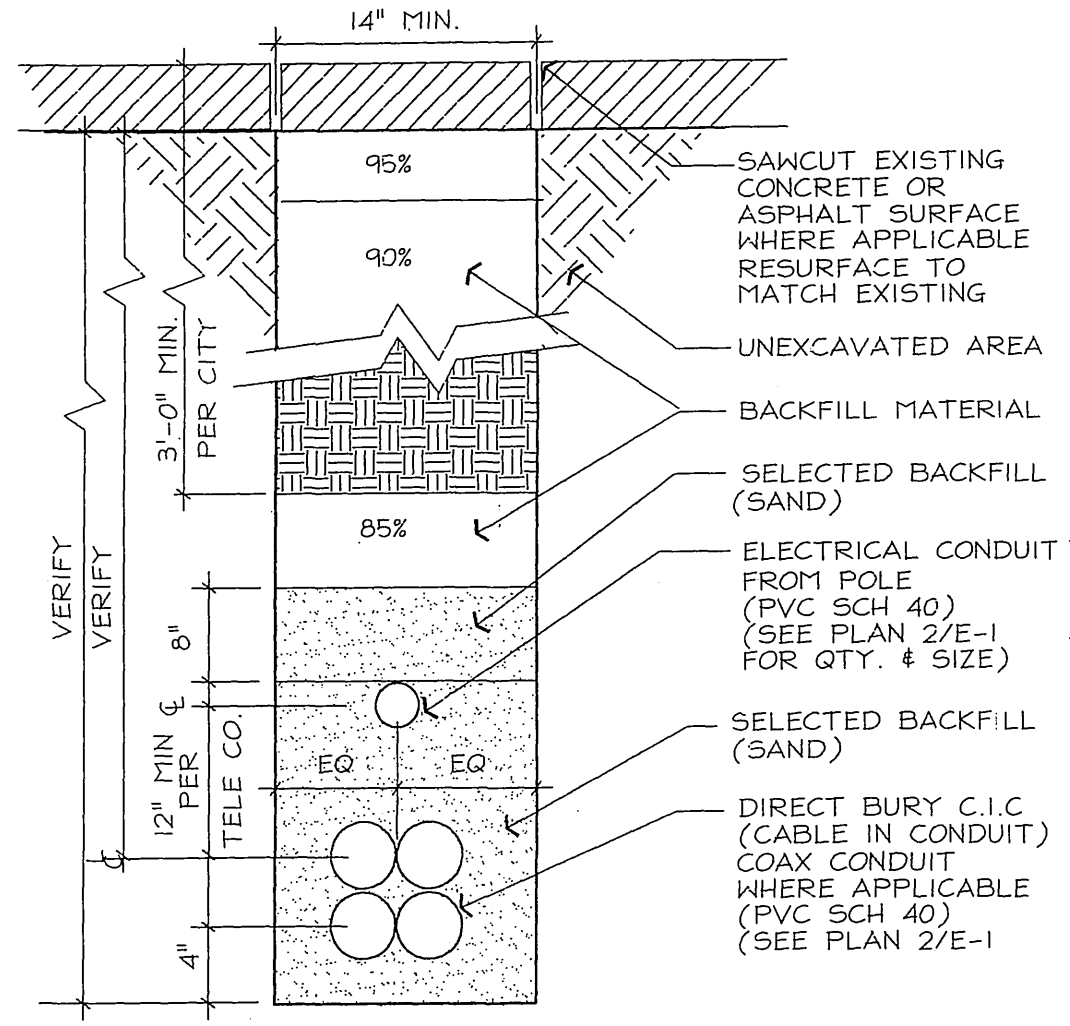 14" MIN.
95%
90%
85%
3'-0" MIN.
PER CITY
VERIFY
VERIFY
8"
12" MIN ℄
PER
TELE CO.
EQ
EQ
℄
4"
SAWCUT EXISTING
CONCRETE OR
ASPHALT SURFACE
WHERE APPLICABLE
RESURFACE TO
MATCH EXISTING
UNEXCAVATED AREA
BACKFILL MATERIAL
SELECTED BACKFILL
(SAND)
ELECTRICAL CONDUIT
FROM POLE
(PVC SCH 40)
(SEE PLAN 2/E-1
FOR QTY. & SIZE)
SELECTED BACKFILL
(SAND)
DIRECT BURY C.I.C
(CABLE IN CONDUIT)
COAX CONDUIT
WHERE APPLICABLE
(PVC SCH 40)
(SEE PLAN 2/E-1